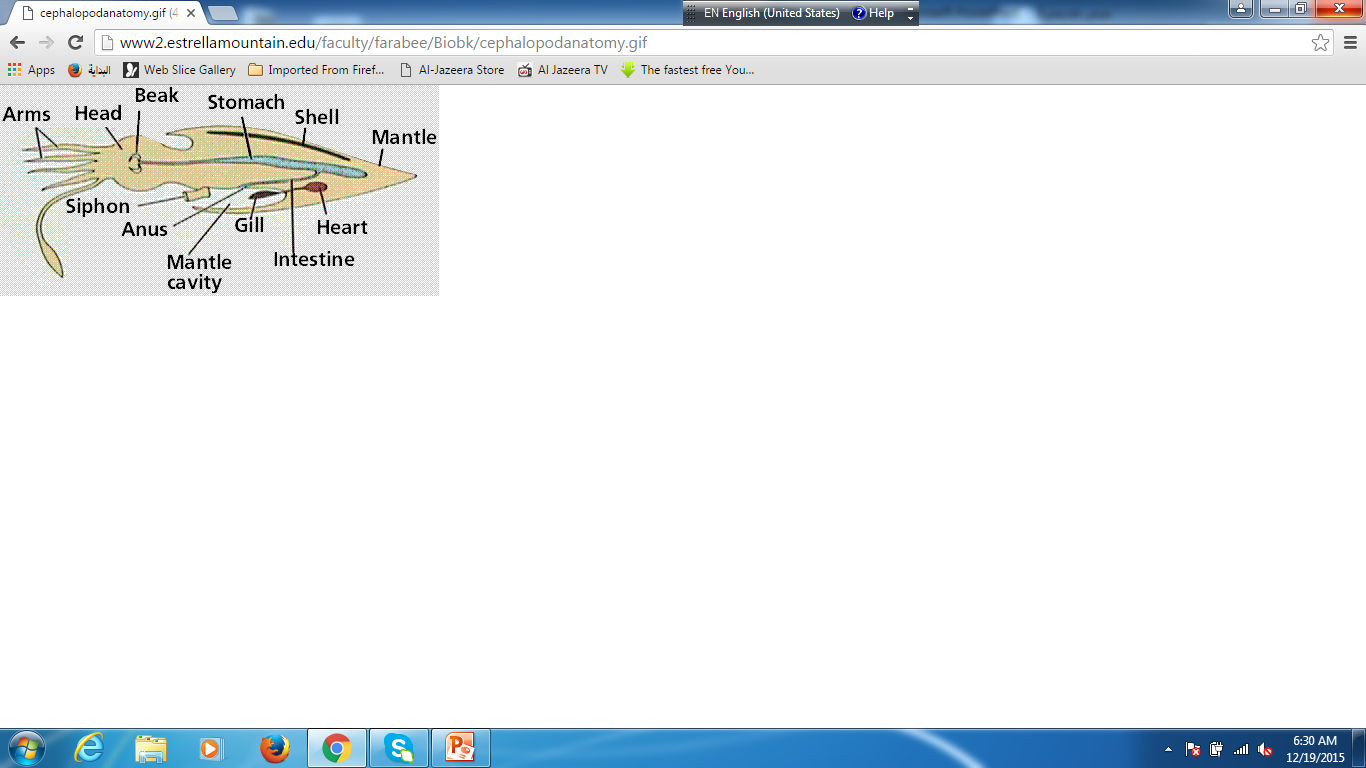 cephalopodanatomy.gif (4
EN English (United States) Help
www2.estrellamountain.edu/faculty/farabee/Biobk/cephalopodanatomy.gif
Apps البداية Web Slice Gallery Imported From Firef... Al-Jazeera Store Al Jazeera TV The fastest free You...
Beak
Arms Head Stomach
Shell
Mantle
Siphon
Anus Gill Heart
Mantle
cavity
Intestine
6:30 AM
12/19/2015